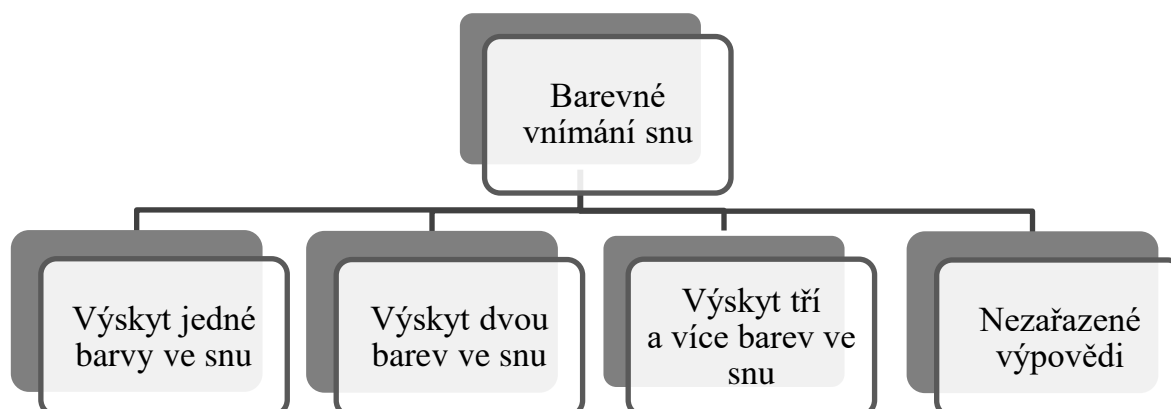 Barevné
vnímání snu
Výskyt jedné
barvy ve snu
Výskyt dvou
barev ve snu
Výskyt tří
a více barev ve
snu
Nezařazené
výpovědi